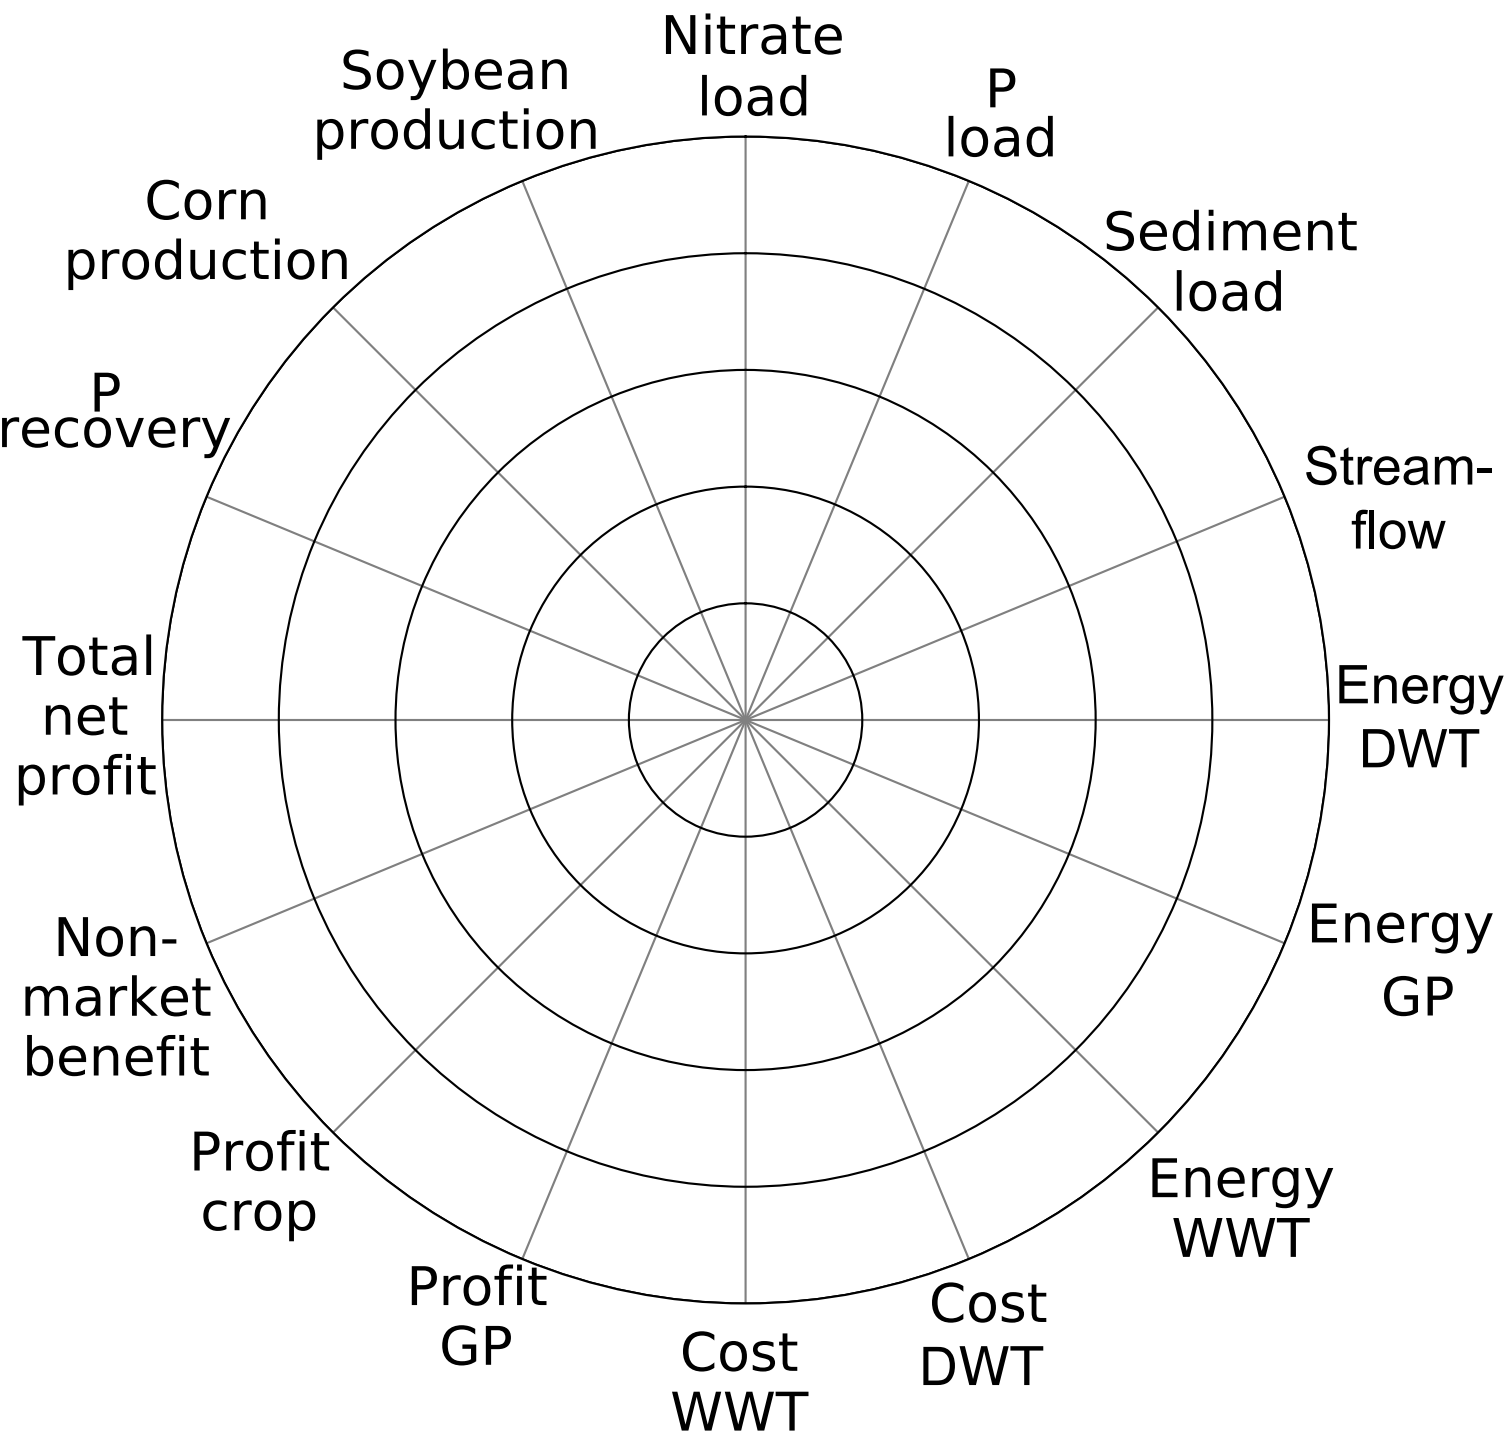 Nitrate
load
P
load
Sediment
load
Stream-
flow
Energy
DWT
Energy
GP
Energy
WWT
Cost
DWT
Cost
WWT
Profit
GP
Profit
crop
Non-
market
benefit
Total
net
profit
P
recovery
Corn
production
Soybean
production